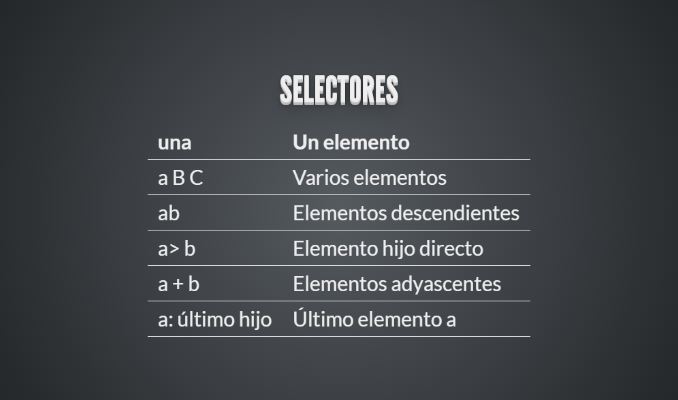 SELECTORES
una Un elemento
a B C Varios elementos
ab Elementos descendientes
a> b Elemento hijo directo
a + b Elementos adyascentes
a: último hijo Último elemento a